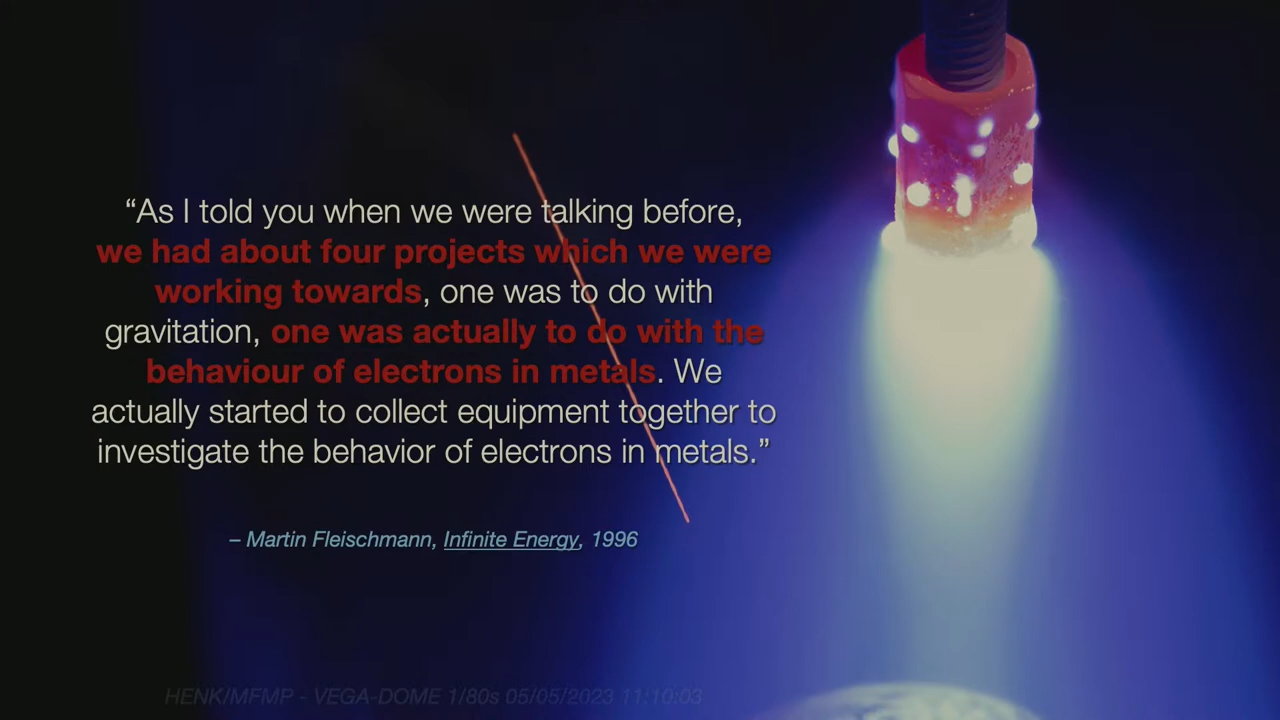 “As I told you when we were talking before,
we had about four projects which we were
working towards, one was to do with
gravitation, one was actually to do with the
behaviour of electrons in metals. We
actually started to collect equipment together to
investigate the behavior of electrons in metals.”
– Martin Fleischmann, Infinite Energy, 1996
HENK/MFMP - VEGA-DOME 1/80s 05/05/2023 11:10:03